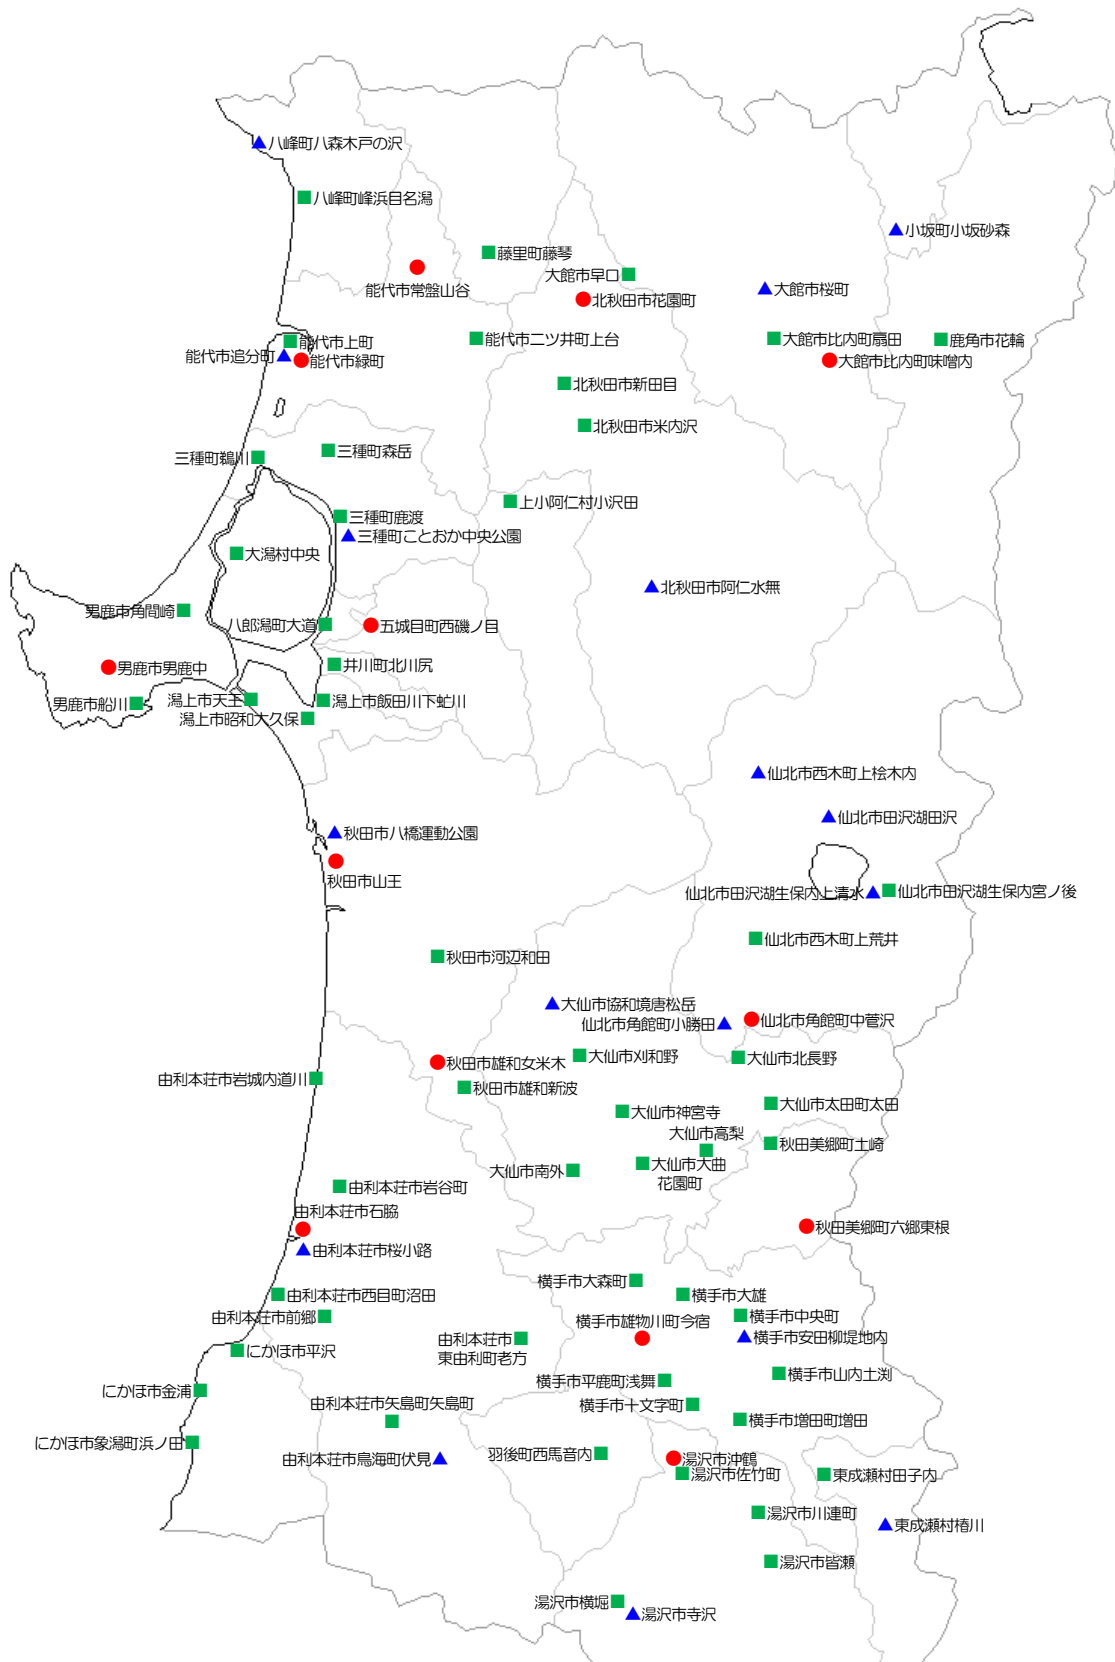 八峰町八森木戸の沢
八峰町峰浜目名潟
小坂町小坂砂森
藤里町藤琴
大館市早口
能代市常盤山谷
大館市桜町
北秋田市花園町
能代市上町
能代市二ツ井町上台
大館市比内町扇田
鹿角市花輪
能代市追分町
能代市緑町
大館市比内町味噌内
北秋田市新田目
北秋田市米内沢
三種町鵜川
三種町森岳
上小阿仁村小沢田
三種町鹿渡
三種町ことおか中央公園
大潟村中央
北秋田市阿仁水無
男鹿市角間崎
八郎潟町大道
五城目町西磯ノ目
男鹿市男鹿中
井川町北川尻
男鹿市船川
潟上市天王
潟上市飯田川下虻川
潟上市昭和大久保
仙北市西木町上桧木内
仙北市田沢湖田沢
秋田市八橋運動公園
秋田市山王
仙北市田沢湖生保内上清水
仙北市田沢湖生保内宮ノ後
仙北市西木町上荒井
秋田市河辺和田
大仙市協和境唐松岳
仙北市角館町小勝田
仙北市角館町中菅沢
秋田市雄和女米木
大仙市刈和野
大仙市北長野
由利本荘市岩城内道川
秋田市雄和新波
大仙市神宮寺
大仙市太田町太田
大仙市高梨
秋田美郷町土崎
大仙市南外
大仙市大曲
花園町
由利本荘市岩谷町
由利本荘市石脇
秋田美郷町六郷東根
由利本荘市桜小路
横手市大森町
由利本荘市西目町沼田
横手市大雄
由利本荘市前郷
横手市雄物川町今宿
横手市中央町
由利本荘市
東由利町老方
横手市安田柳堤地内
にかほ市平沢
横手市山内土渕
にかほ市金浦
横手市平鹿町浅舞
由利本荘市矢島町矢島町
横手市十文字町
横手市増田町増田
にかほ市象潟町浜ノ田
由利本荘市鳥海町伏見
羽後町西馬音内
湯沢市沖鶴
湯沢市佐竹町
東成瀬村田子内
湯沢市川連町
東成瀬村椿川
湯沢市皆瀬
湯沢市横堀
湯沢市寺沢